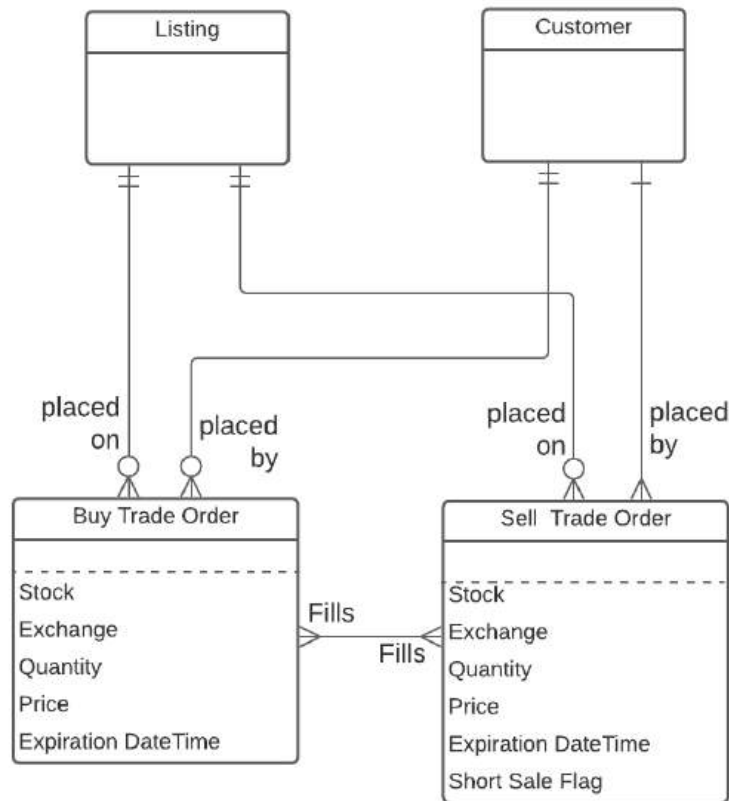 Listing
Customer
placed
on
placed
by
placed
on
placed
by
Buy Trade Order
Stock
Exchange
Quantity
Price
Expiration DateTime
Sell Trade Order
Stock
Exchange
Quantity
Price
Expiration DateTime
Short Sale Flag
Fills
Fills